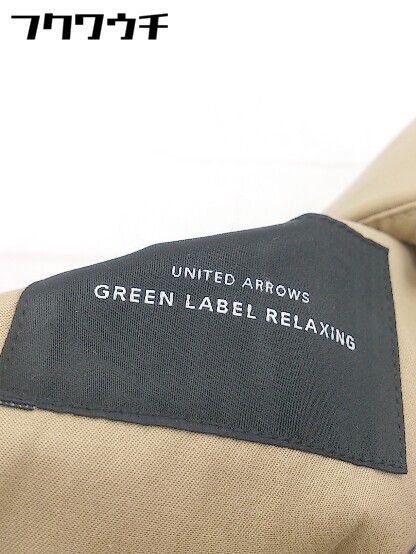 フクワウチ
UNITED ARROWS
GREEN LABEL RELAXING